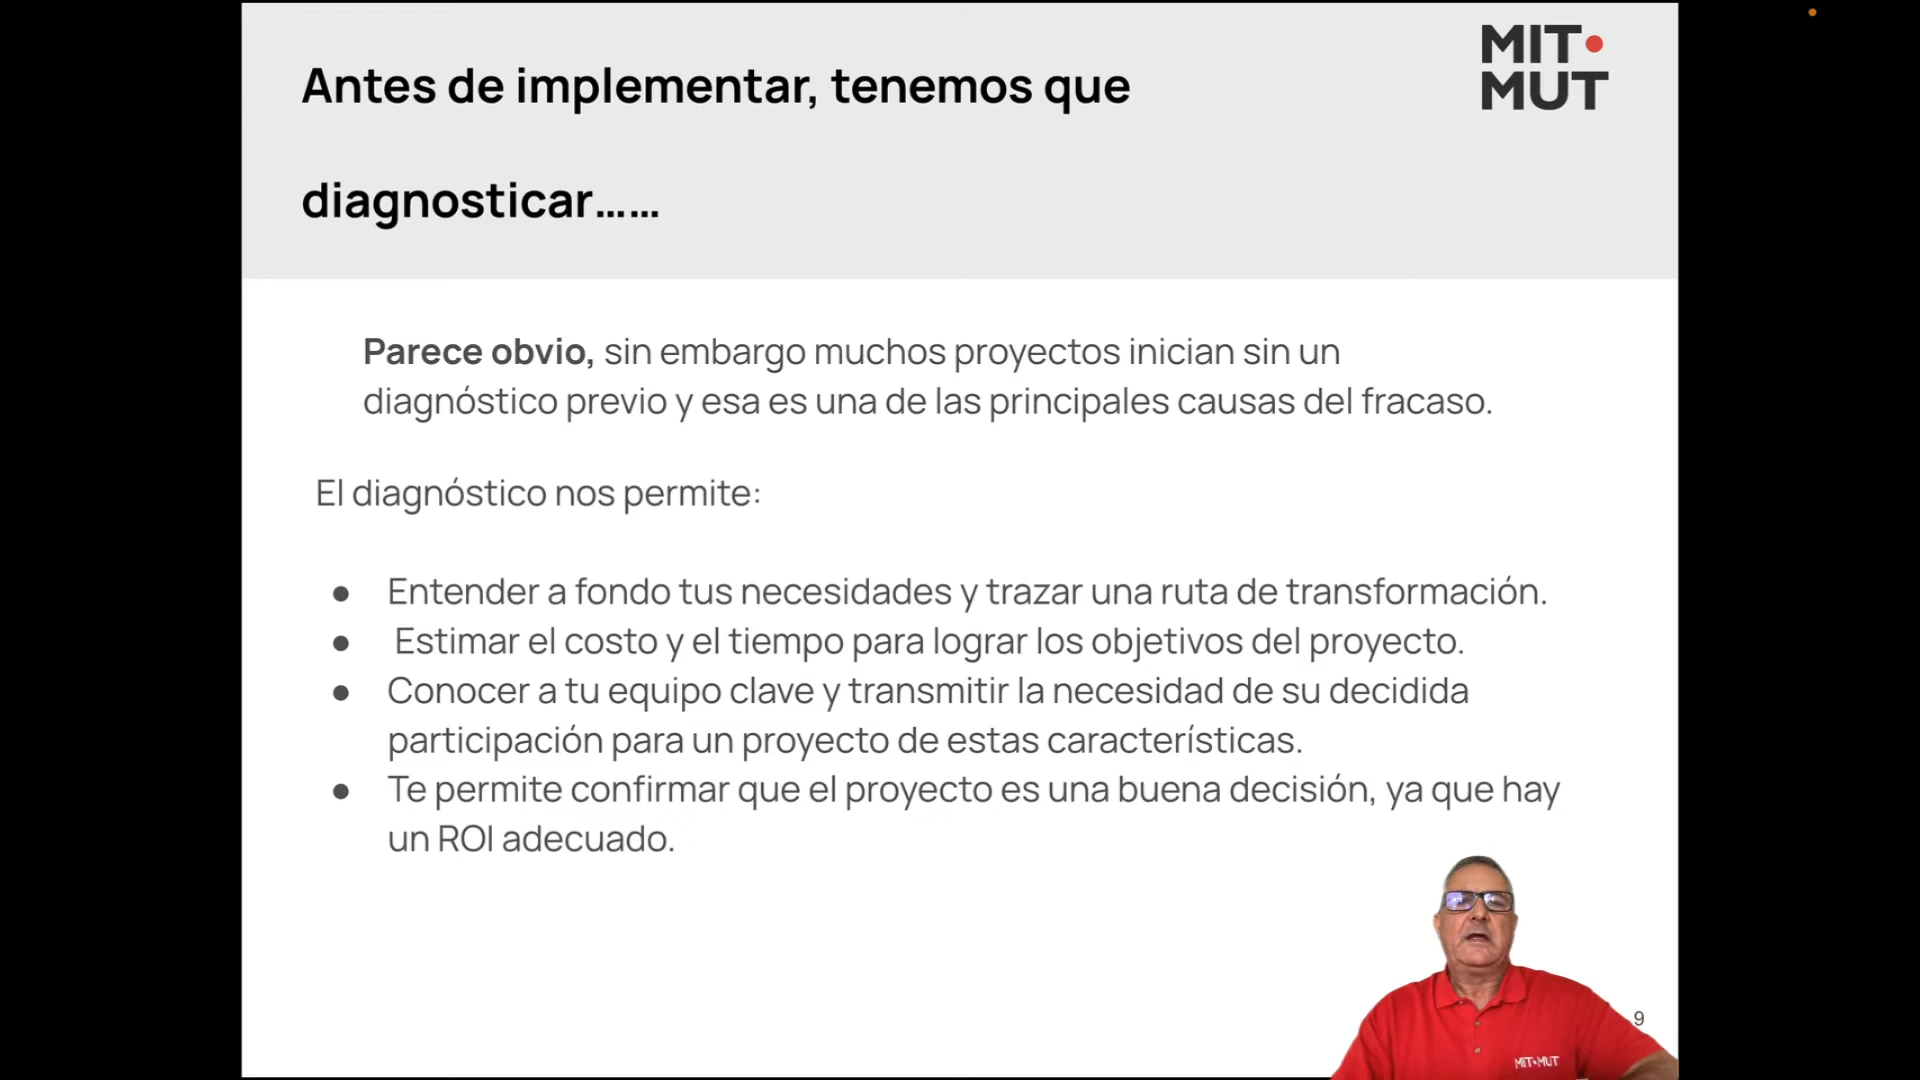 MIT•
MUT
Antes de implementar, tenemos que
diagnosticar......
Parece obvio, sin embargo muchos proyectos inician sin un
diagnóstico previo y esa es una de las principales causas del fracaso.
El diagnóstico nos permite:
● Entender a fondo tus necesidades y trazar una ruta de transformación.
● Estimar el costo y el tiempo para lograr los objetivos del proyecto.
● Conocer a tu equipo clave y transmitir la necesidad de su decidida
participación para un proyecto de estas características.
● Te permite confirmar que el proyecto es una buena decisión, ya que hay
un ROI adecuado.
9
MIT•MUT